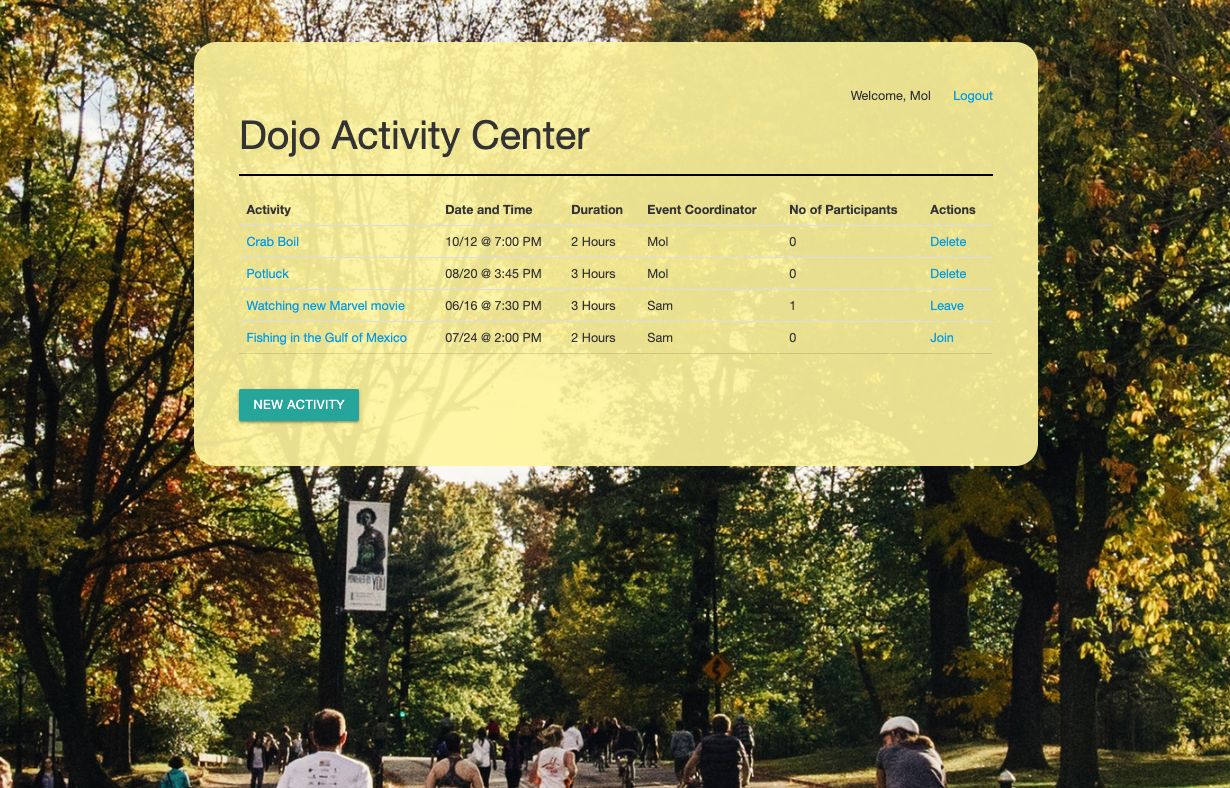 Welcome, Mol Logout
Dojo Activity Center
Activity Date and Time Duration Event Coordinator No of Participants Actions
Crab Boil 10/12 @ 7:00 PM 2 Hours Mol 0 Delete
Potluck 08/20 @ 3:45 PM 3 Hours Mol 0 Delete
Watching new Marvel movie 06/16 @ 7:30 PM 3 Hours Sam 1 Leave
Fishing in the Gulf of Mexico 07/24 @ 2:00 PM 2 Hours Sam 0 Join
NEW ACTIVITY
POWERED BY
YOU